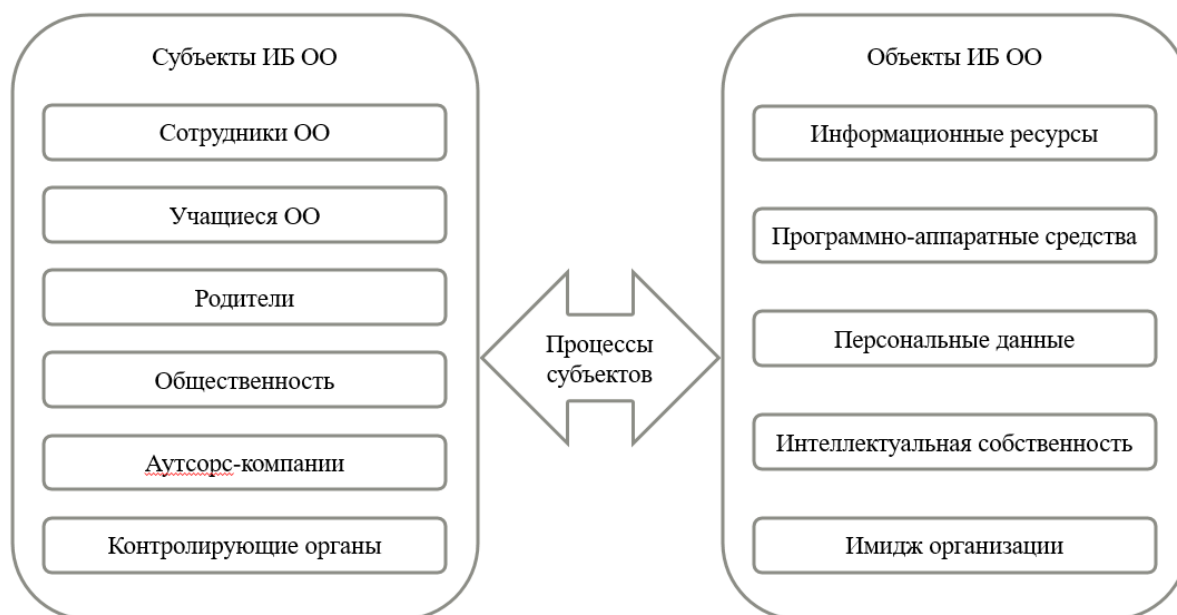 Субъекты ИБ ОО
Сотрудники ОО
Учащиеся ОО
Родители
Общественность
Аутсорс-компании
Контролирующие органы
Процессы
субъектов
Объекты ИБ ОО
Информационные ресурсы
Программно-аппаратные средства
Персональные данные
Интеллектуальная собственность
Имидж организации